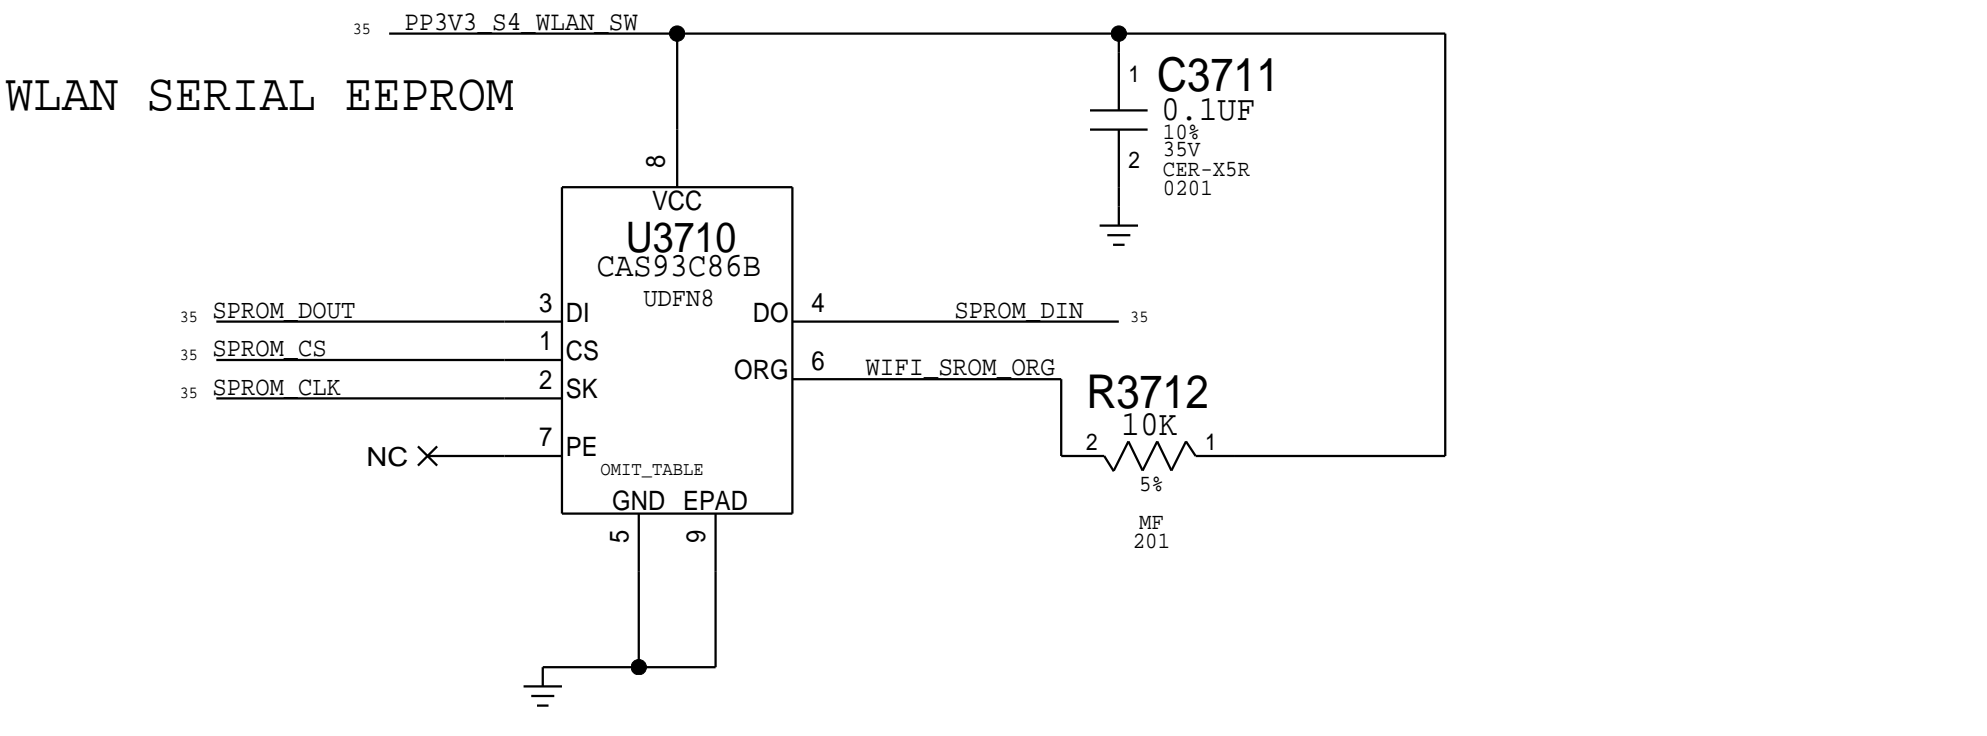 35 PP3V3_S4_WLAN_SW
WLAN SERIAL EEPROM
1 C3711
0.1UF
10%
35V
2
CER-X5R
0201
8
VCC
U3710
CAS93C86B
UDFN8
35 SPROM_DOUT 3 DI
DO 4 SPROM_DIN 35
35 SPROM_CS 1 CS
ORG 6 WIFI_SROM_ORG
35 SPROM_CLK 2 SK
R3712
10K
2 1
5%
MF
201
NC 7 PE
OMIT_TABLE
GND EPAD
5 9